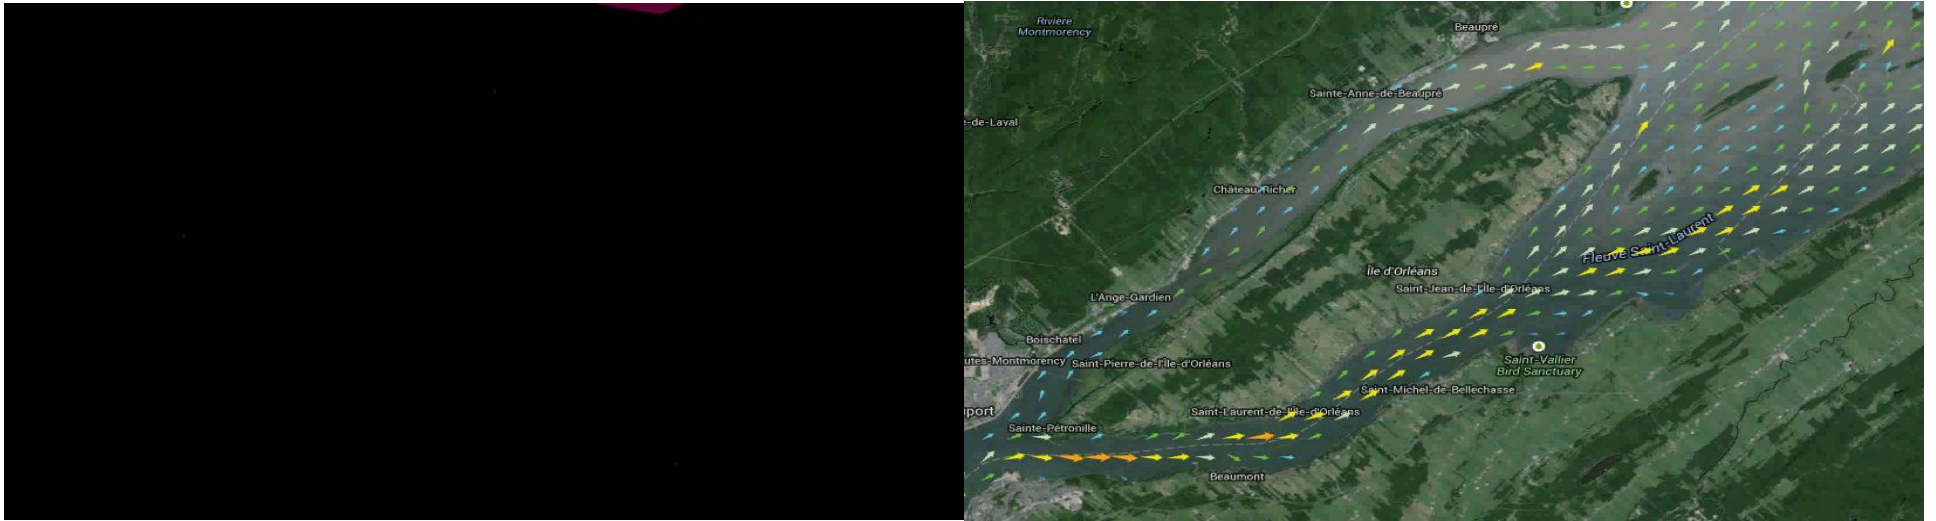 Rivière
Montmorency
Beaupré
Sainte-Anne-de-Beaupré
e-de-Laval
Château-Richer
Fleuve Saint-Laurent
Île d'Orléans
Saint-Jean-de-l'Île-d'Orléans
L'Ange-Gardien
Boischatel
utes-Montmorency
Saint-Pierre-de-l'Île-d'Orléans
Saint-Vallier
Bird Sanctuary
Saint-Michel-de-Bellechasse
Saint-Laurent-de-l'Île-d'Orléans
uport
Sainte-Pétronille
Beaumont